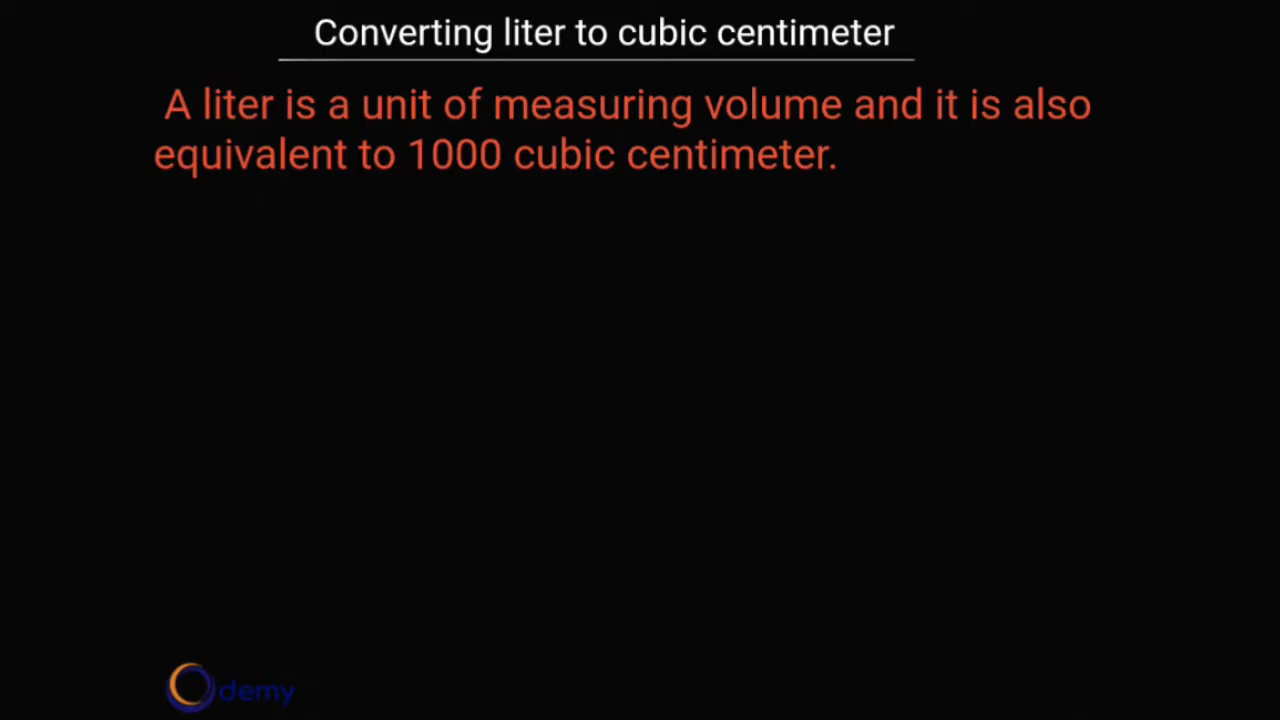 Converting liter to cubic centimeter
A liter is a unit of measuring volume and it is also
equivalent to 1000 cubic centimeter.
Odemy